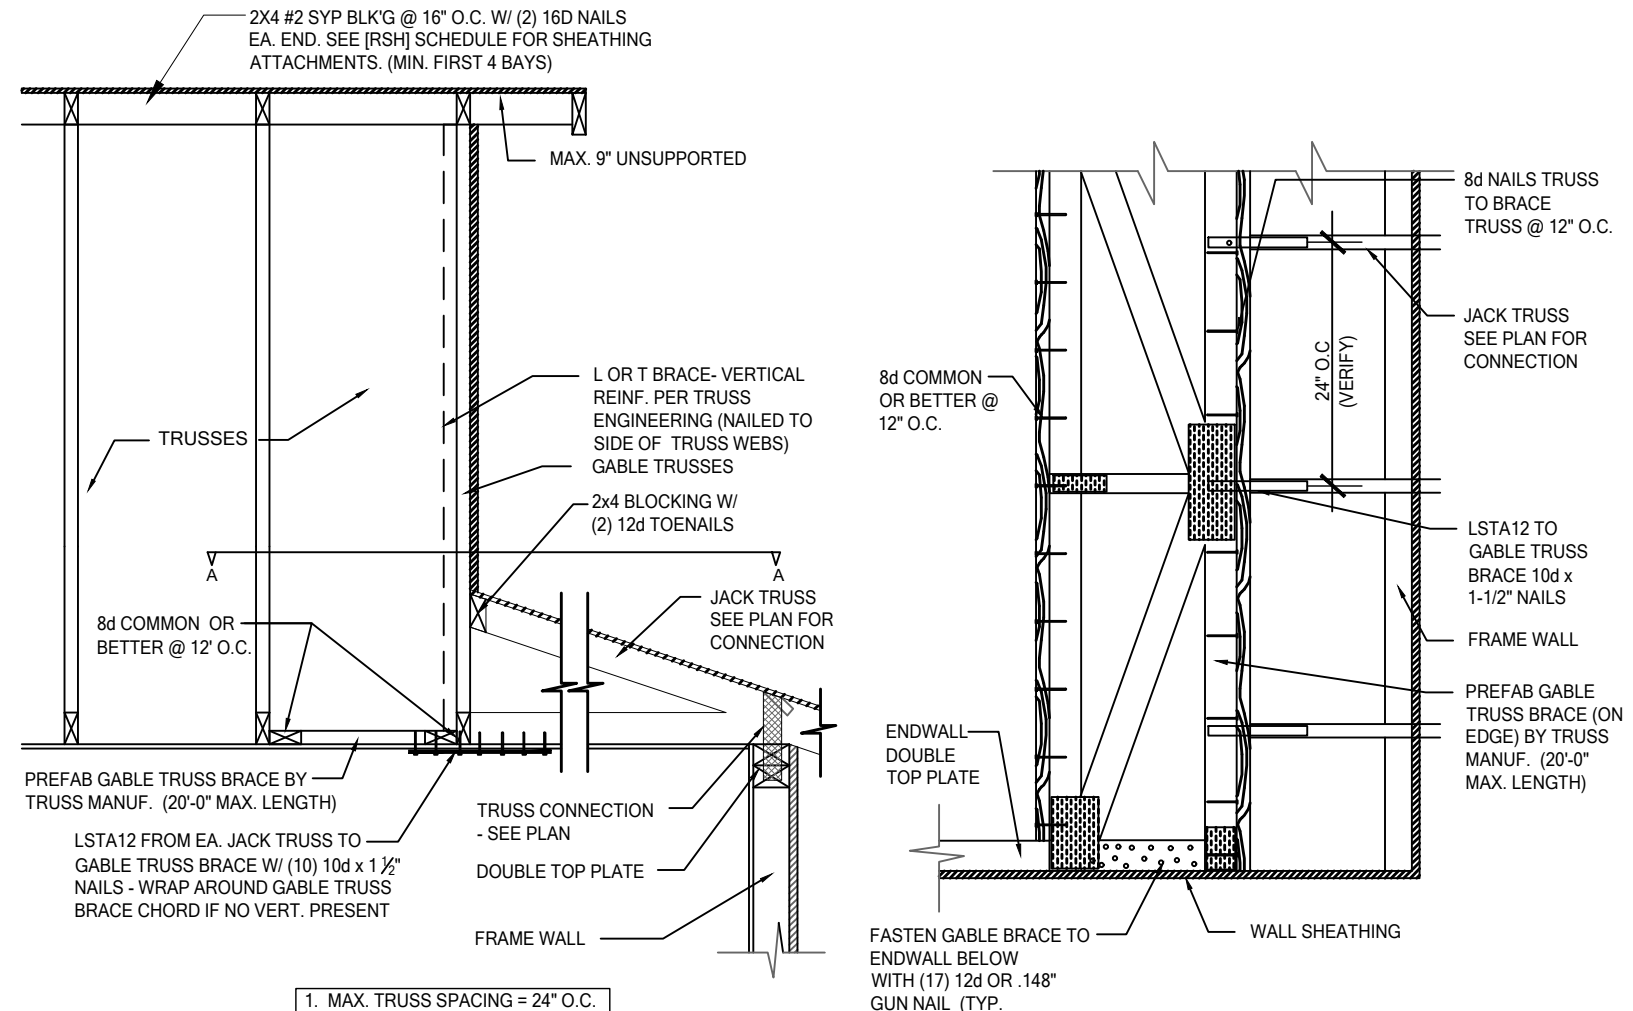 2X4 #2 SYP BLK'G @ 16" O.C. W/ (2) 16D NAILS
EA. END. SEE [RSH] SCHEDULE FOR SHEATHING
ATTACHMENTS. (MIN. FIRST 4 BAYS)
MAX. 9" UNSUPPORTED
L OR T BRACE- VERTICAL
REINF. PER TRUSS
ENGINEERING (NAILED TO
SIDE OF TRUSS WEBS)
GABLE TRUSSES
TRUSSES
2x4 BLOCKING W/
(2) 12d TOENAILS
A
A
JACK TRUSS
SEE PLAN FOR
CONNECTION
8d COMMON OR
BETTER @ 12' O.C.
PREFAB GABLE TRUSS BRACE BY
TRUSS MANUF. (20'-0" MAX. LENGTH)
LSTA12 FROM EA. JACK TRUSS TO
GABLE TRUSS BRACE W/ (10) 10d x 1 ½"
NAILS - WRAP AROUND GABLE TRUSS
BRACE CHORD IF NO VERT. PRESENT
TRUSS CONNECTION
- SEE PLAN
DOUBLE TOP PLATE
FRAME WALL
1. MAX. TRUSS SPACING = 24" O.C.
8d NAILS TRUSS
TO BRACE
TRUSS @ 12" O.C.
JACK TRUSS
SEE PLAN FOR
CONNECTION
24" O.C
(VERIFY)
8d COMMON
OR BETTER @
12" O.C.
LSTA12 TO
GABLE TRUSS
BRACE 10d x
1-1/2" NAILS
FRAME WALL
PREFAB GABLE
TRUSS BRACE (ON
EDGE) BY TRUSS
MANUF. (20'-0"
MAX. LENGTH)
ENDWALL
DOUBLE
TOP PLATE
WALL SHEATHING
FASTEN GABLE BRACE TO
ENDWALL BELOW
WITH (17) 12d OR .148"
GUN NAIL (TYP.